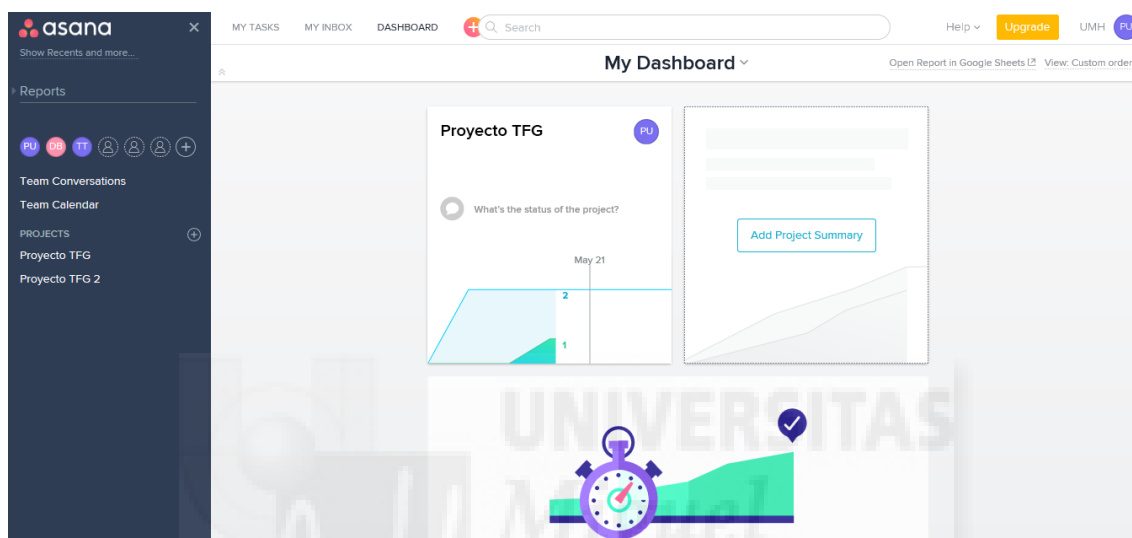 asana
MY TASKS
MY INBOX
DASHBOARD
Search
Help
Upgrade
UMH
PU
Show Recents and more...
My Dashboard
Open Report in Google Sheets
View: Custom order
Reports
PU
DB
TT
Team Conversations
Team Calendar
PROJECTS
Proyecto TFG
Proyecto TFG 2
Proyecto TFG
PU
What's the status of the project?
May 21
2
1
Add Project Summary
UNIVERSITAS
Miguel